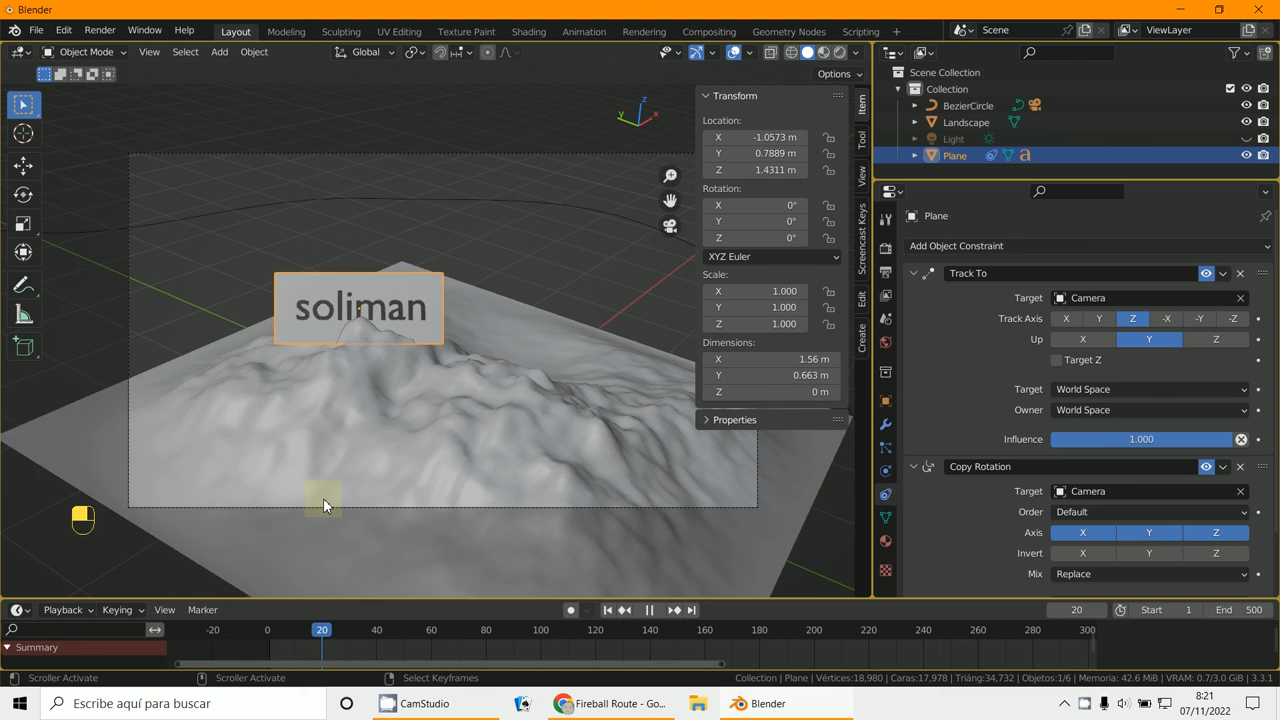 Blender
File Edit Render Window Help Layout Modeling Sculpting UV Editing Texture Paint Shading Animation Rendering Compositing Geometry Nodes Scripting + Scene ViewLayer
Object Mode View Select Add Object Global
Options
Transform
Location:
X -1.0573 m
Y 0.7889 m
Z 1.4311 m
Rotation:
X 0°
Y 0°
Z 0°
XYZ Euler
Scale:
X 1.000
Y 1.000
Z 1.000
Dimensions:
X 1.56 m
Y 0.663 m
Z 0 m
Properties
Item
Tool
View
Screencast Keys
Edit
Create
z
y
x
soliman
Scene Collection
Collection
BezierCircle
Landscape
Light
Plane
Plane
Add Object Constraint
Track To
Target Camera
Track Axis X Y Z -X -Y -Z
Up X Y Z
Target Z
Target World Space
Owner World Space
Influence 1.000
Copy Rotation
Target Camera
Order Default
Axis X Y Z
Invert X Y Z
Mix Replace
Playback Keying View Marker 20 Start 1 End 500
-20 0 20 40 60 80 100 120 140 160 180 200 220 240 260 280 300
Summary
Scroller Activate Scroller Activate Select Keyframes Collection | Plane | Vértices:18,980 | Caras:17,978 | Triáng:34,732 | Objetos:1/6 | Memoria: 42.6 MiB | VRAM: 0.7/3.0 GiB | 3.3.1
Escribe aquí para buscar CamStudio Fireball Route - Go... Blender 8:21
07/11/2022